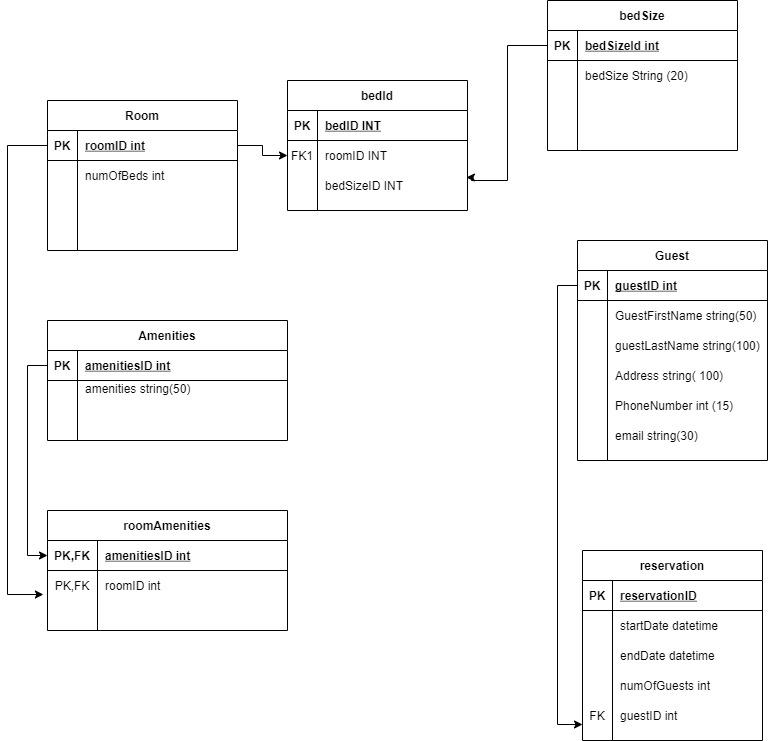 bedSize
PK bedSizeId int
bedSize String (20)
bedId
PK bedID INT
FK1 roomID INT
bedSizeID INT
Room
PK roomID int
numOfBeds int
Guest
PK guestID int
GuestFirstName string(50)
guestLastName string(100)
Address string( 100)
PhoneNumber int (15)
email string(30)
Amenities
PK amenitiesID int
amenities string(50)
roomAmenities
PK,FK amenitiesID int
PK,FK roomID int
reservation
PK reservationID
startDate datetime
endDate datetime
numOfGuests int
FK guestID int